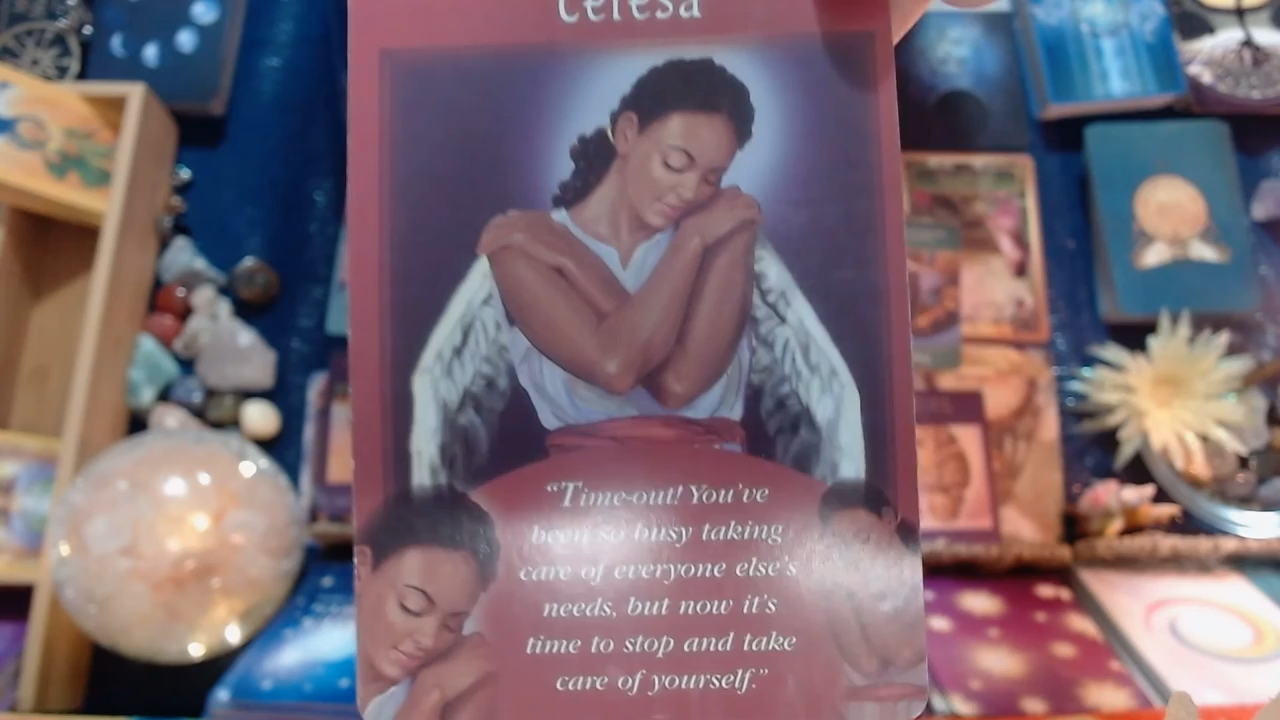 Teresa
“Time-out! You’ve
been so busy taking
care of everyone else’s
needs, but now it’s
time to stop and take
care of yourself.”